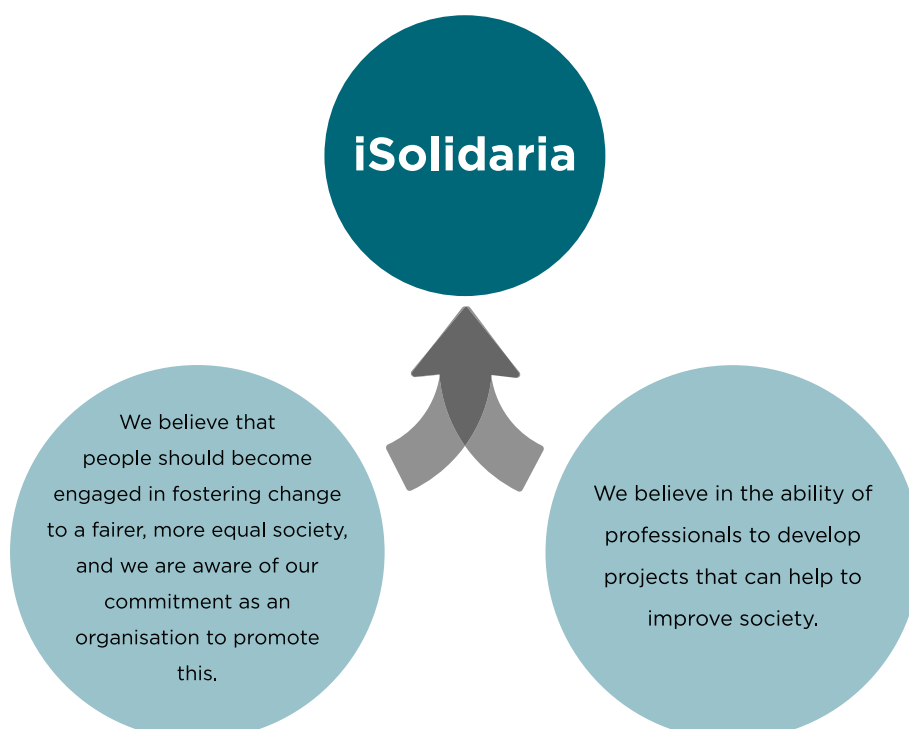 iSolidaria
We believe that
people should become
engaged in fostering change
to a fairer, more equal society,
and we are aware of our
commitment as an
organisation to promote
this.
We believe in the ability of
professionals to develop
projects that can help to
improve society.